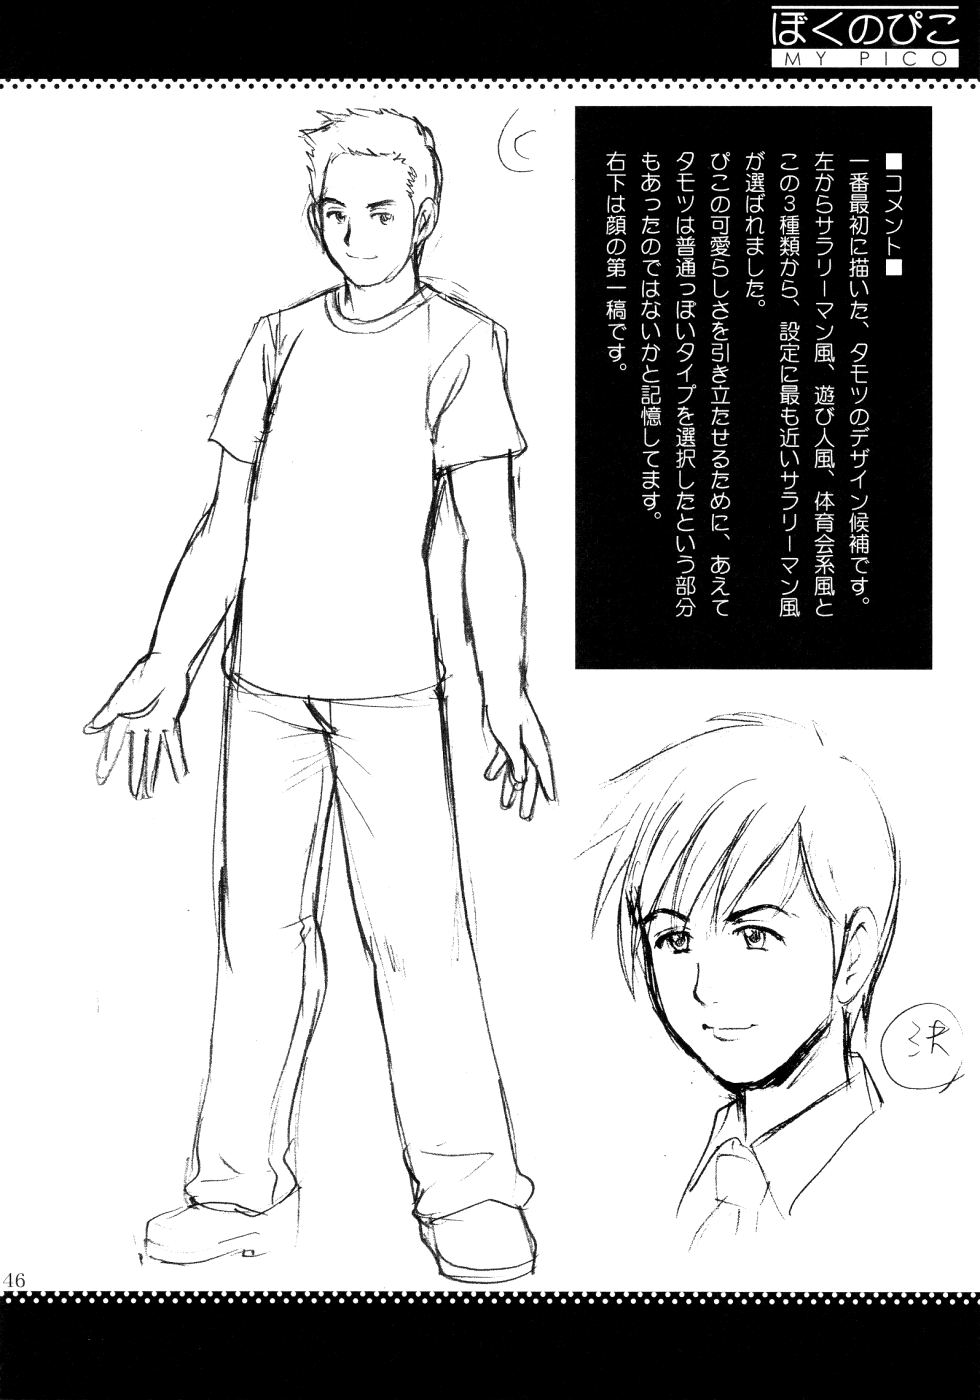 ぼくのぴこ
MY PICO
C
■コメント■
一番最初に描いた、タモツのデザイン候補です。
左からサラリーマン風、遊び人風、体育会系風と
この3種類から、設定に最も近いサラリーマン風
が選ばれました。
ぴこの可愛らしさを引き立たせるために、あえて
タモツは普通っぽいタイプを選択したという部分
もあったのではないかと記憶してます。
右下は顔の第一稿です。
決
46